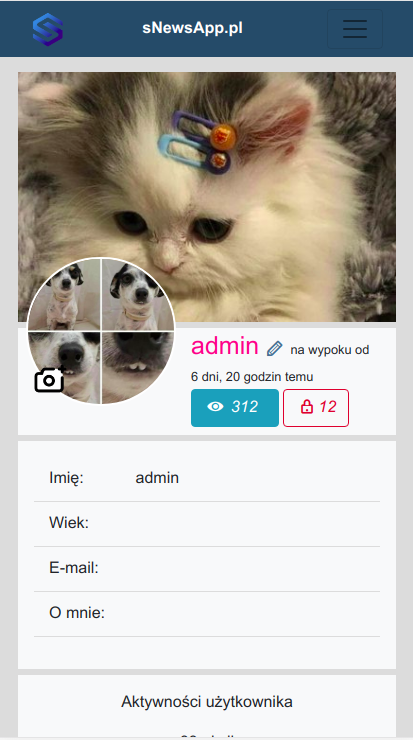 sNewsApp.pl
admin na wypoku od
6 dni, 20 godzin temu
312 12
Imię: admin
Wiek:
E-mail:
O mnie:
Aktywności użytkownika